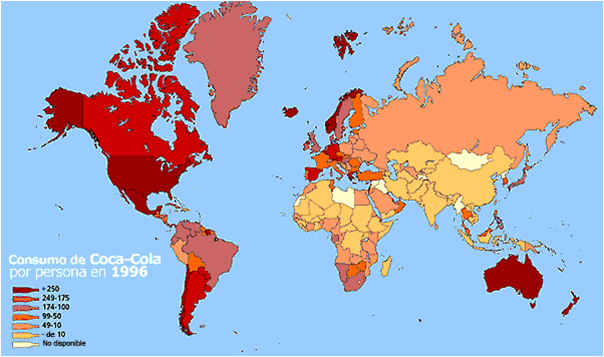 Consumo de Coca-Cola
por persona en 1996
+250
249-175
174-100
99-50
49-10
- de 10
No disponible